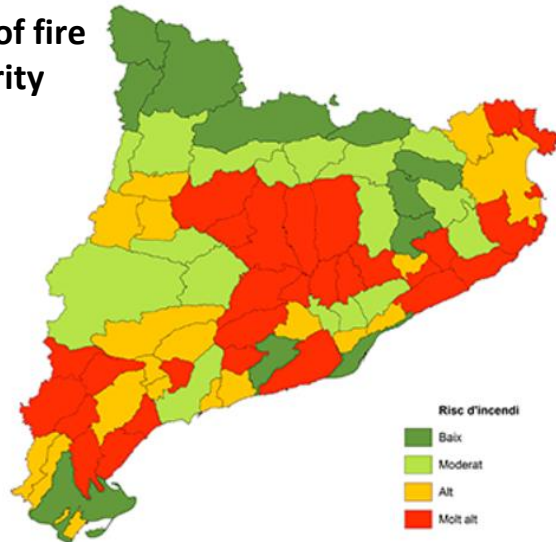 of fire
rity
Risc d'incendi
Baix
Moderat
Alt
Molt alt